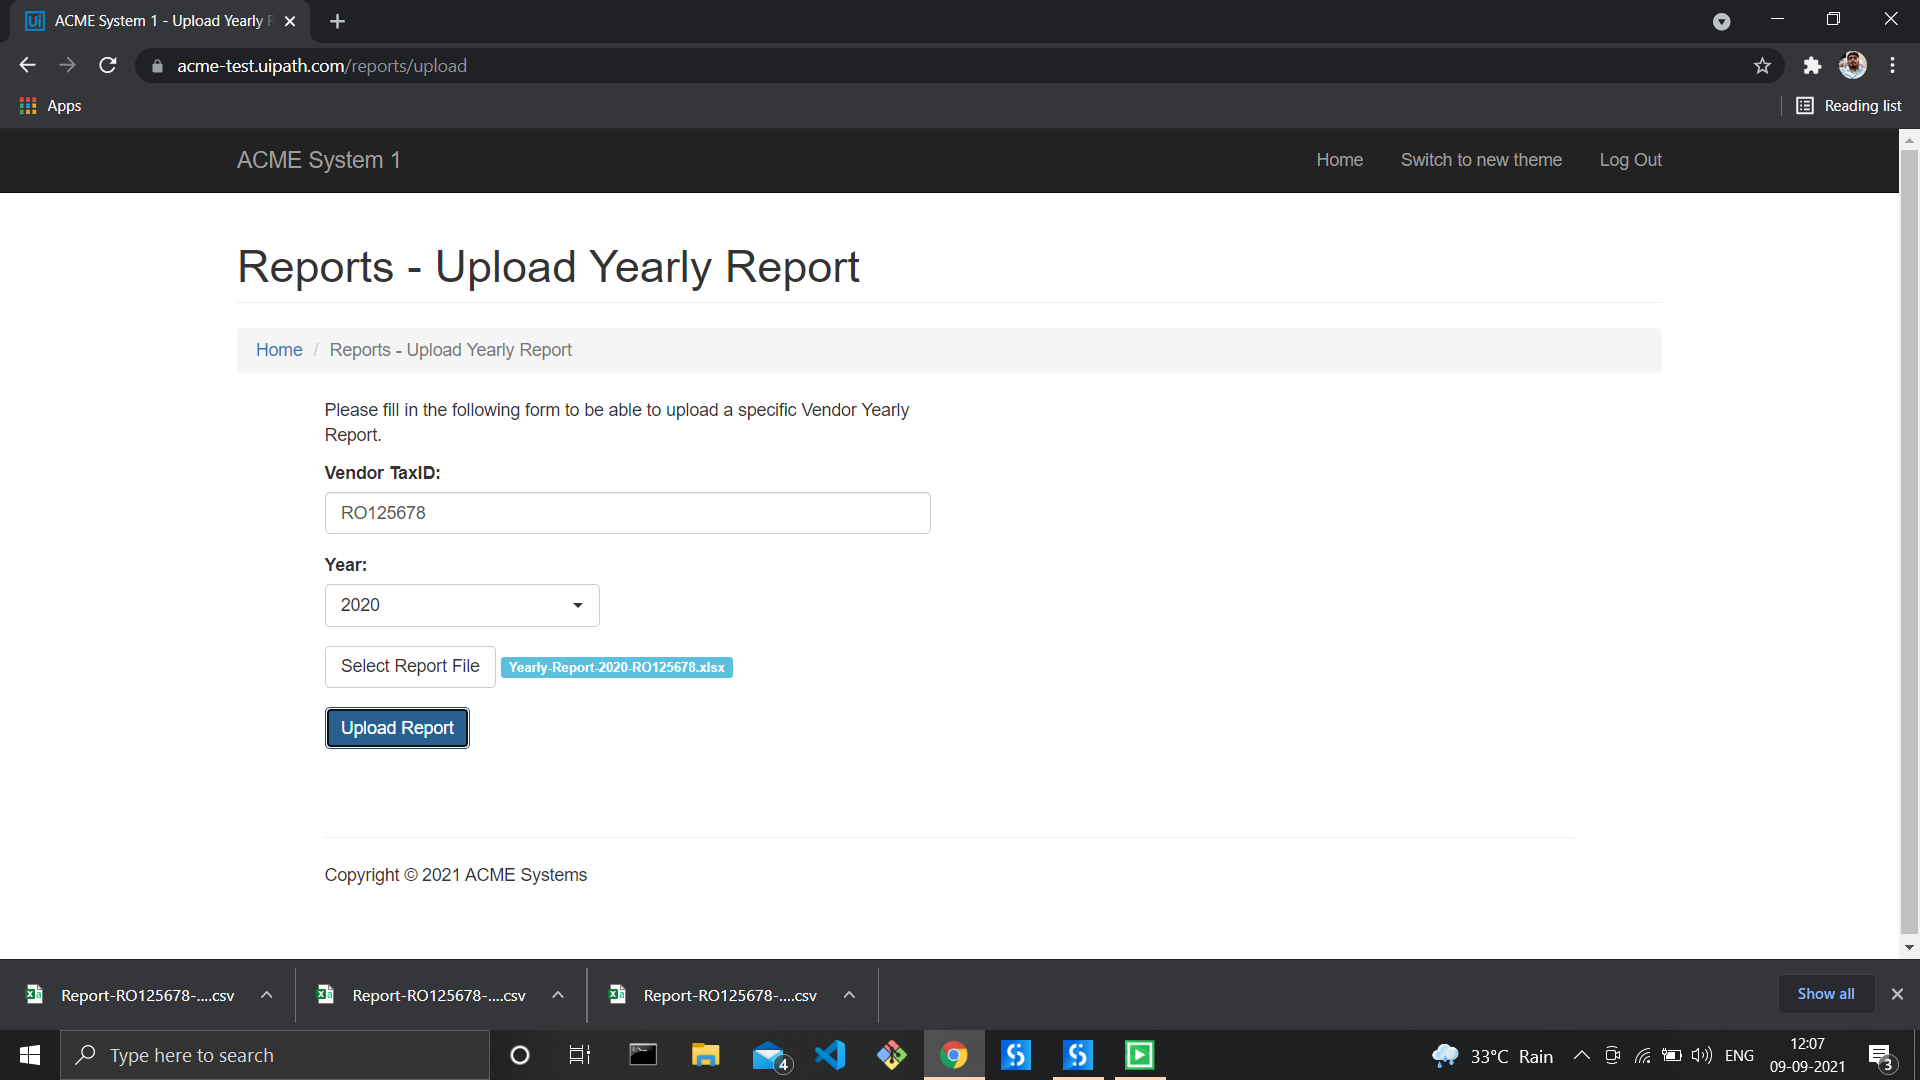 ACME System 1 - Upload Yearly R
acme-test.uipath.com/reports/upload
Apps
Reading list
ACME System 1
Home
Switch to new theme
Log Out
Reports - Upload Yearly Report
Home / Reports - Upload Yearly Report
Please fill in the following form to be able to upload a specific Vendor Yearly
Report.
Vendor TaxID:
RO125678
Year:
2020
Select Report File
Yearly-Report-2020-RO125678.xlsx
Upload Report
Copyright © 2021 ACME Systems
Report-RO125678-....csv
Report-RO125678-....csv
Report-RO125678-....csv
Show all
Type here to search
4
33°C Rain
ENG
12:07
09-09-2021
3